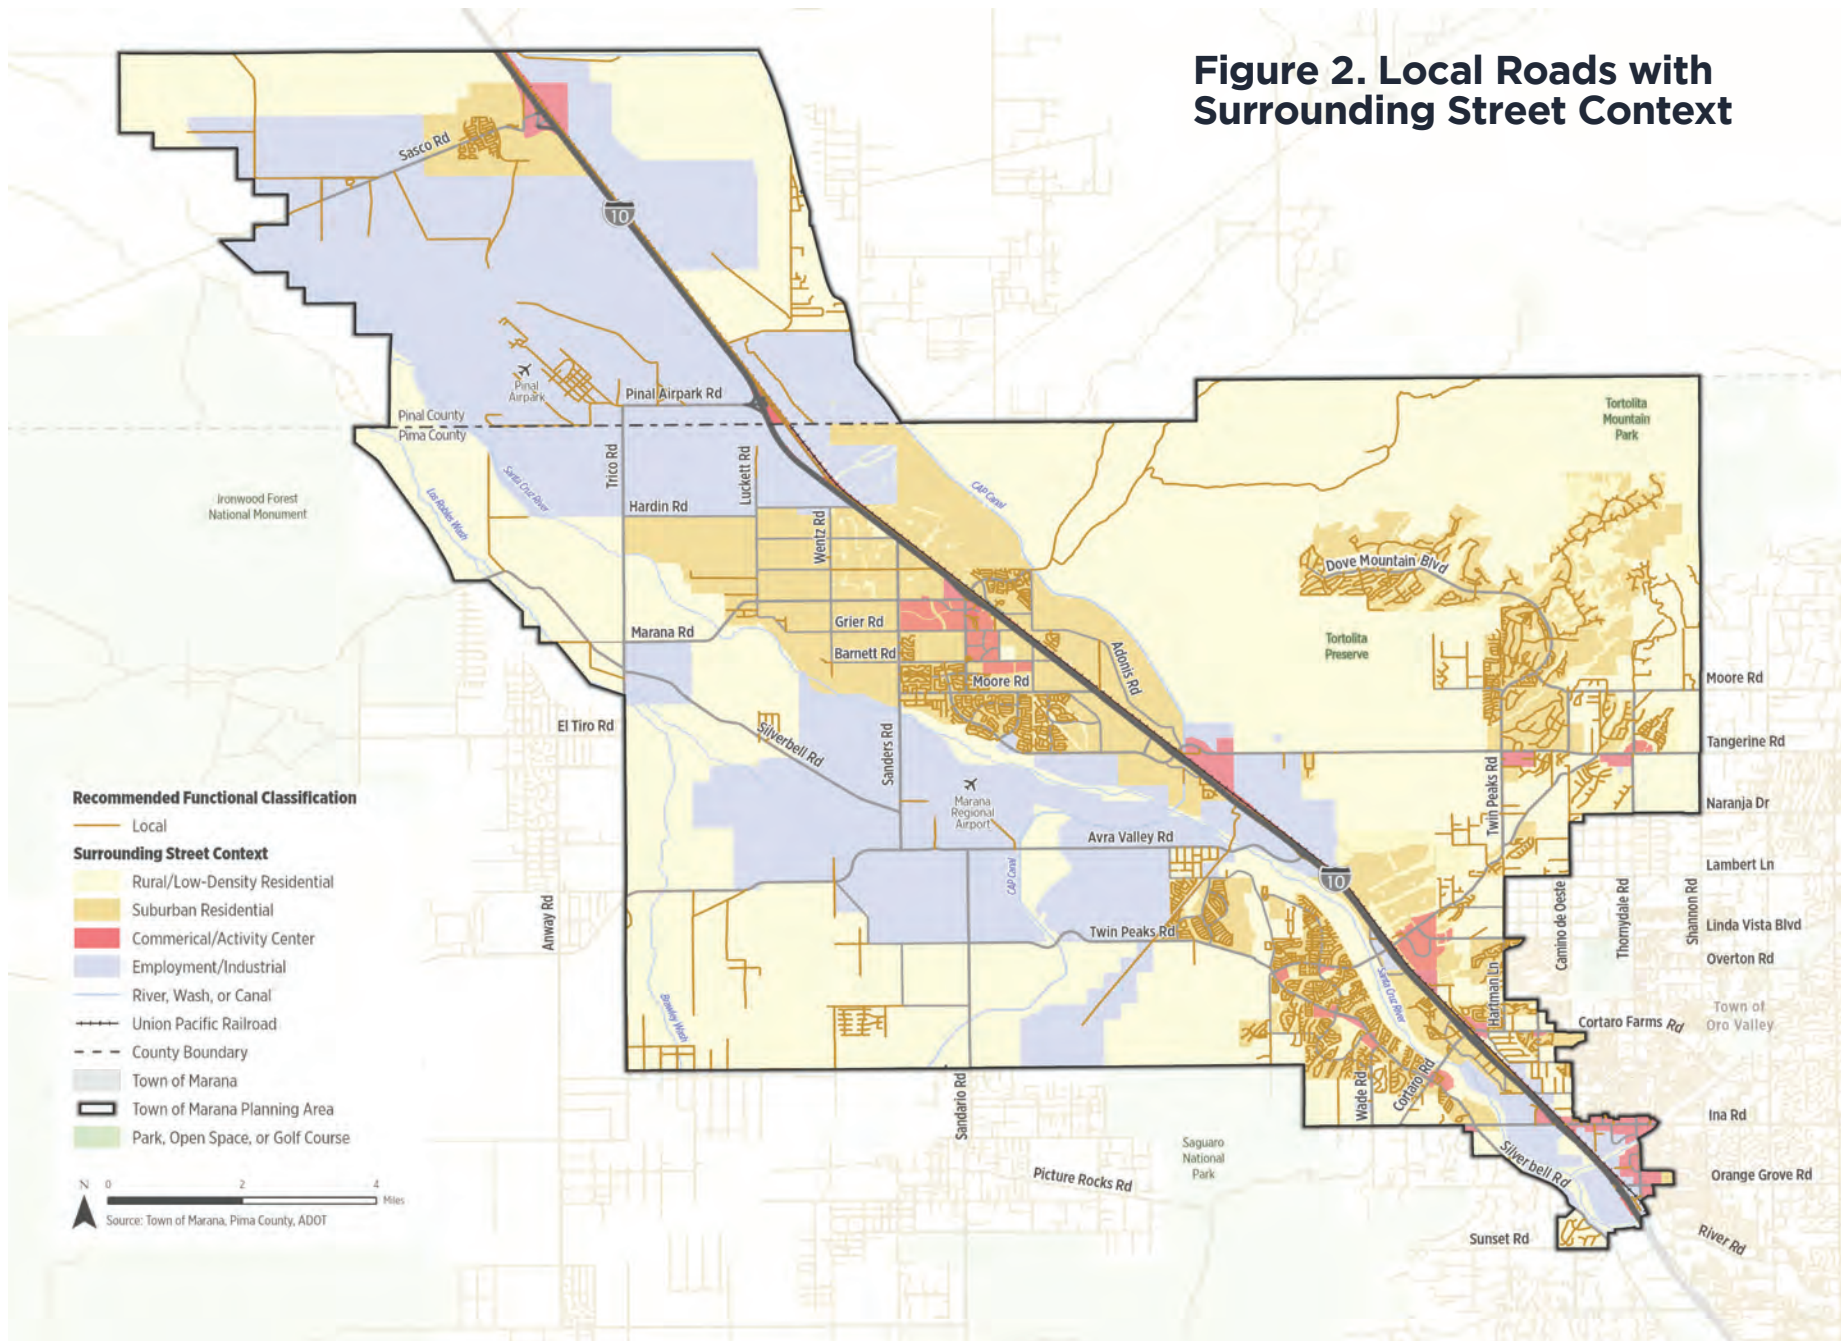 Figure 2. Local Roads with
Surrounding Street Context
Sasco Rd
10
Pinal
Airpark
Pinal Airpark Rd
Pinal County
Pima County
Tortolita
Mountain
Park
Trico Rd
Luckett Rd
Santa Cruz River
Los Robles Wash
CAP Canal
Ironwood Forest
National Monument
Hardin Rd
Wentz Rd
Dove Mountain Blvd
Grier Rd
Marana Rd
Barnett Rd
Adonis Rd
Tortolita
Preserve
Moore Rd
Moore Rd
El Tiro Rd
Silverbell Rd
Sanders Rd
Tangerine Rd
Twin Peaks Rd
Marana
Regional
Airport
Naranja Dr
Avra Valley Rd
CAP Canal
Lambert Ln
10
Anway Rd
Twin Peaks Rd
Camino de Oeste
Thornydale Rd
Shannon Rd
Linda Vista Blvd
Overton Rd
Hartman Ln
Santa Cruz River
Brawley Wash
Town of
Oro Valley
Cortaro Farms Rd
Sandario Rd
Wade Rd
Cortaro Rd
Ina Rd
Saguaro
National
Park
Picture Rocks Rd
Silverbell Rd
Orange Grove Rd
Sunset Rd
River Rd
Recommended Functional Classification
Local
Surrounding Street Context
Rural/Low-Density Residential
Suburban Residential
Commerical/Activity Center
Employment/Industrial
River, Wash, or Canal
Union Pacific Railroad
County Boundary
Town of Marana
Town of Marana Planning Area
Park, Open Space, or Golf Course
N 0 2 4
Miles
Source: Town of Marana, Pima County, ADOT